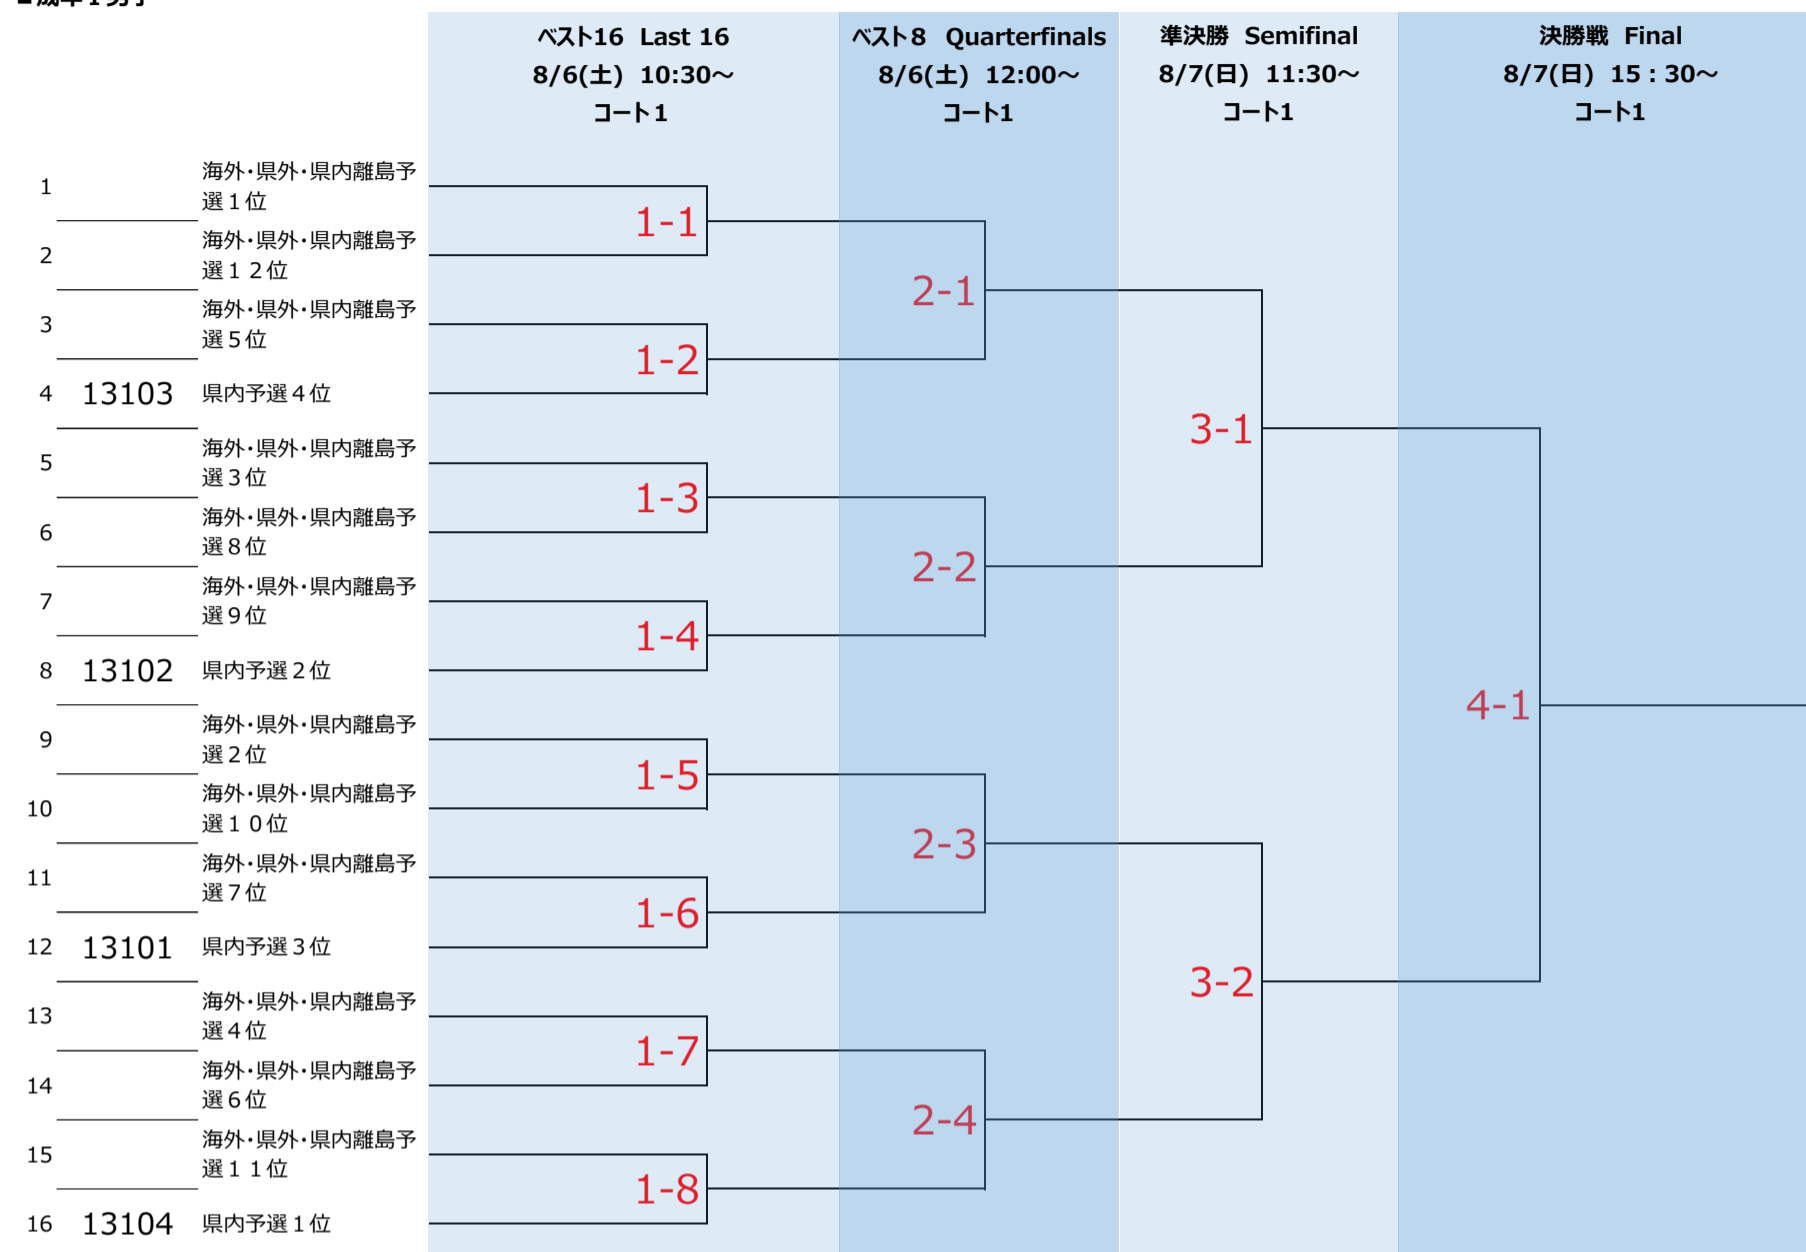 ベスト16 Last 16
8/6(土) 10:30～
コート1
ベスト8 Quarterfinals
8/6(土) 12:00～
コート1
準決勝 Semifinal
8/7(日) 11:30～
コート1
決勝戦 Final
8/7(日) 15：30～
コート1
1
海外・県外・県内離島予
選１位
2
海外・県外・県内離島予
選１２位
3
海外・県外・県内離島予
選５位
4 13103 県内予選４位
5
海外・県外・県内離島予
選３位
6
海外・県外・県内離島予
選８位
7
海外・県外・県内離島予
選９位
8 13102 県内予選２位
9
海外・県外・県内離島予
選２位
10
海外・県外・県内離島予
選１０位
11
海外・県外・県内離島予
選７位
12 13101 県内予選３位
13
海外・県外・県内離島予
選４位
14
海外・県外・県内離島予
選６位
15
海外・県外・県内離島予
選１１位
16 13104 県内予選１位
1-1
1-2
1-3
1-4
1-5
1-6
1-7
1-8
2-1
2-2
2-3
2-4
3-1
3-2
4-1